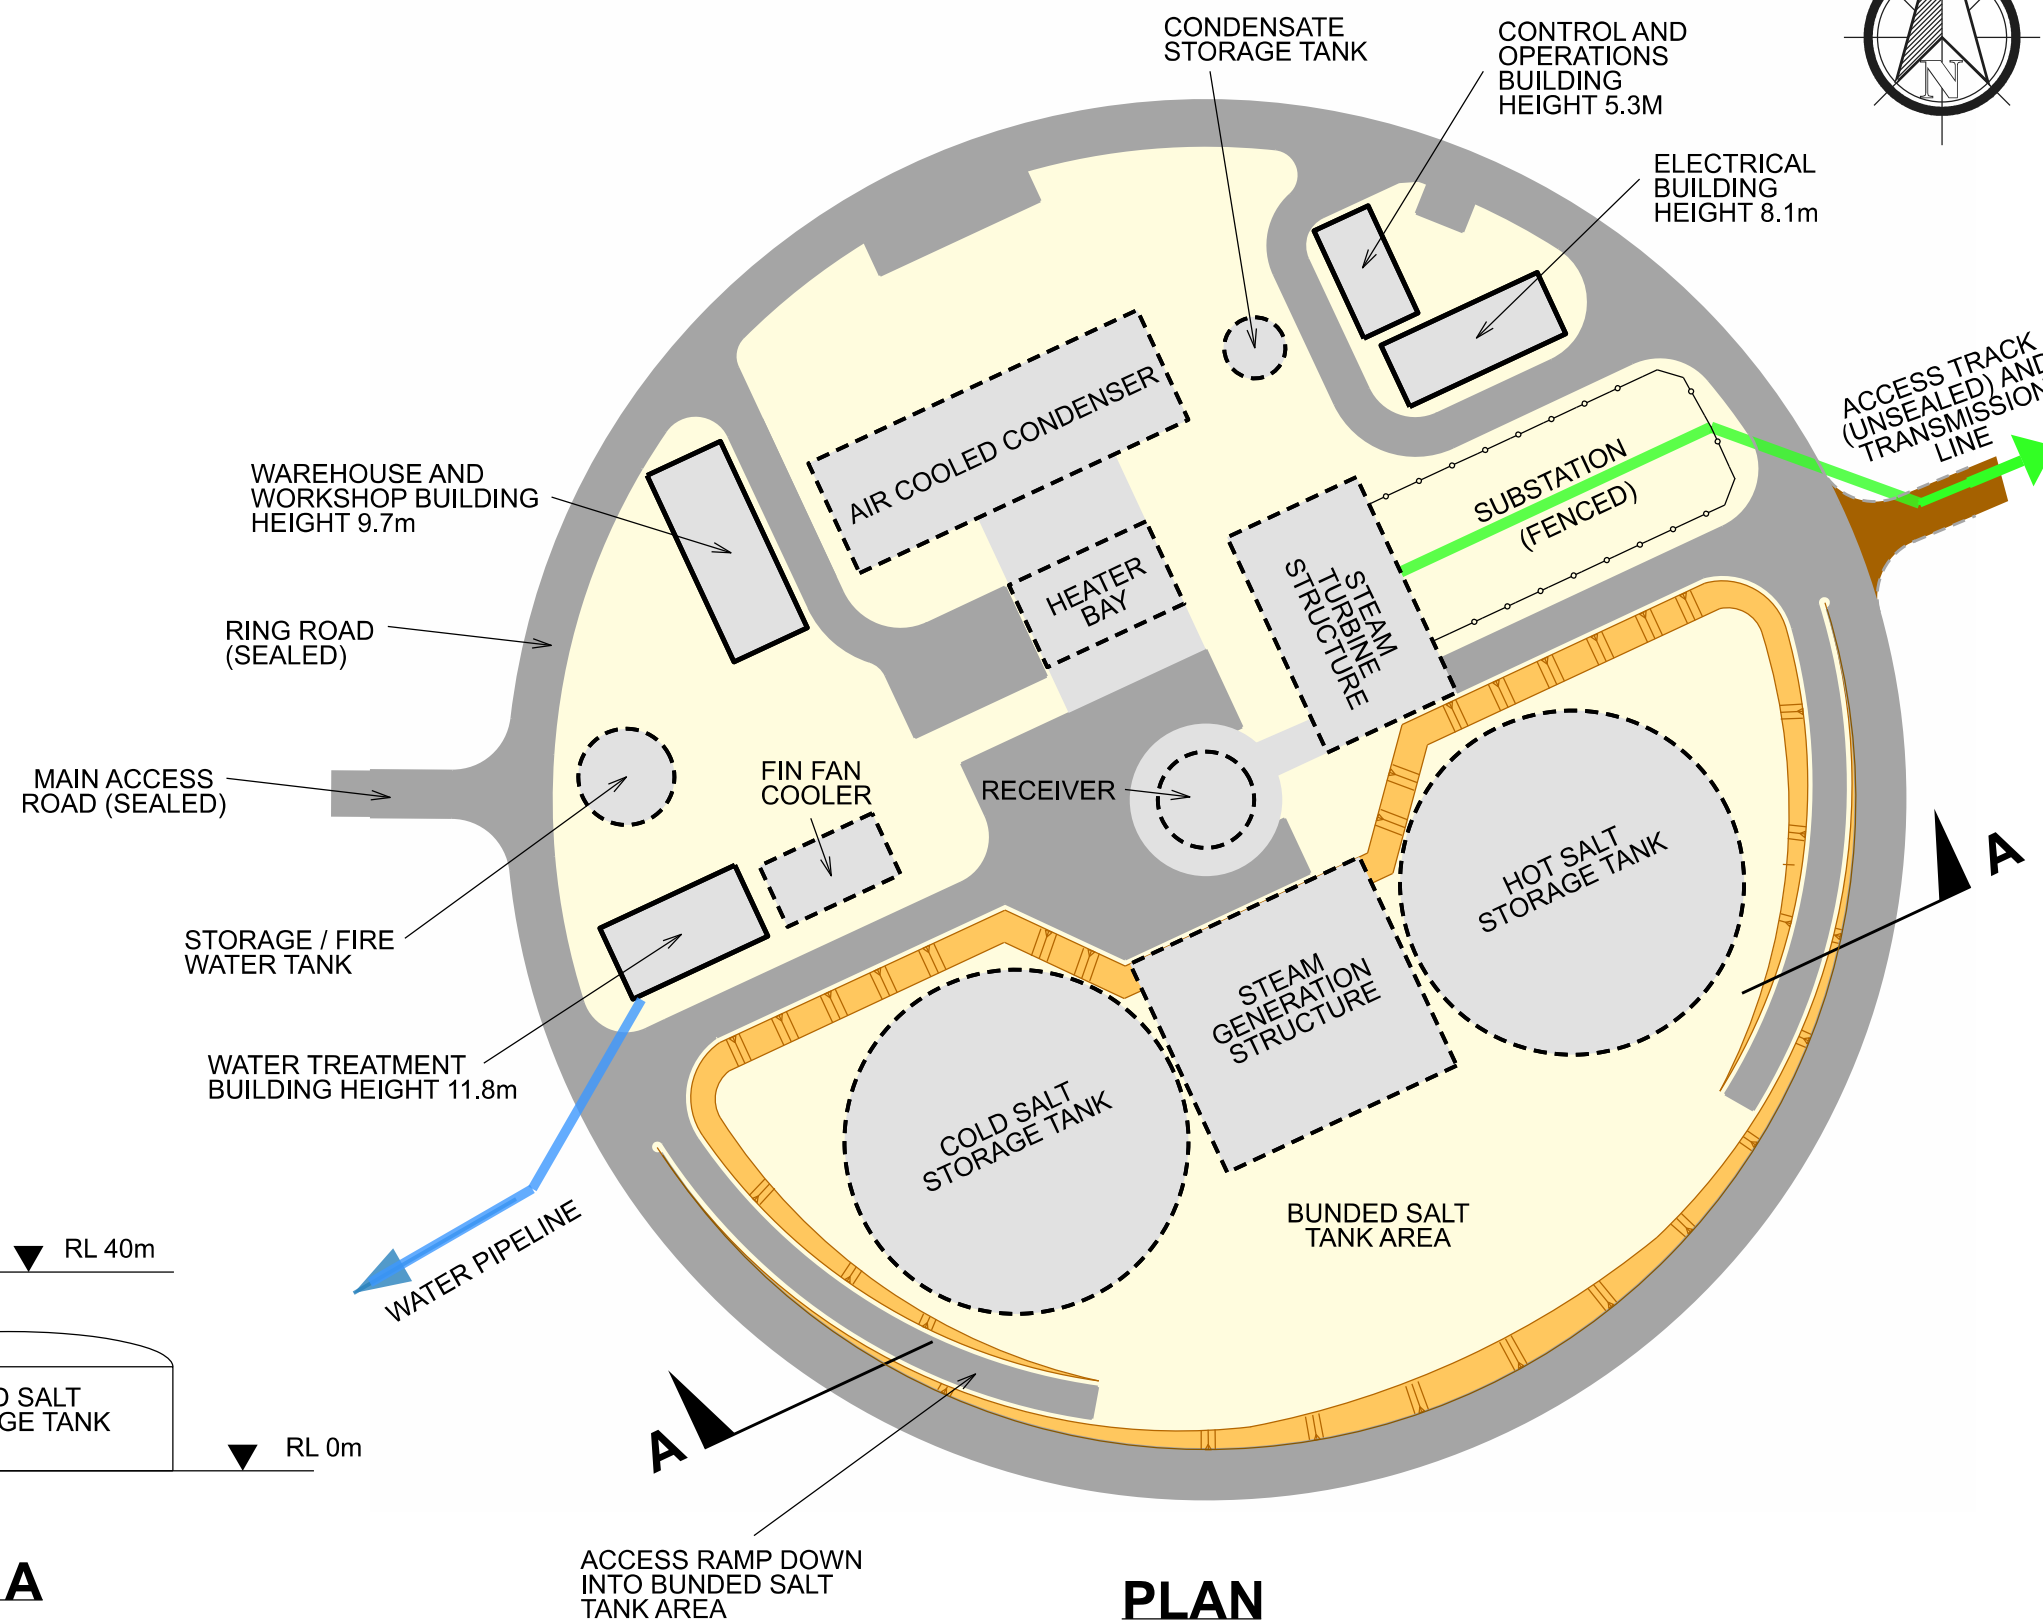 CONDENSATE
STORAGE TANK
CONTROL AND
OPERATIONS
BUILDING
HEIGHT 5.3M
N
ELECTRICAL
BUILDING
HEIGHT 8.1m
ACCESS TRACK
(UNSEALED) AND
TRANSMISSION
LINE
AIR COOLED CONDENSER
SUBSTATION
(FENCED)
WAREHOUSE AND
WORKSHOP BUILDING
HEIGHT 9.7m
HEATER
BAY
STEAM
TURBINE
STRUCTURE
RING ROAD
(SEALED)
MAIN ACCESS
ROAD (SEALED)
FIN FAN
COOLER
RECEIVER
HOT SALT
STORAGE TANK
A
STORAGE / FIRE
WATER TANK
STEAM
GENERATION
STRUCTURE
WATER TREATMENT
BUILDING HEIGHT 11.8m
COLD SALT
STORAGE TANK
BUNDED SALT
TANK AREA
WATER PIPELINE
RL 40m
D SALT
GE TANK
RL 0m
A
ACCESS RAMP DOWN
INTO BUNDED SALT
TANK AREA
A
PLAN